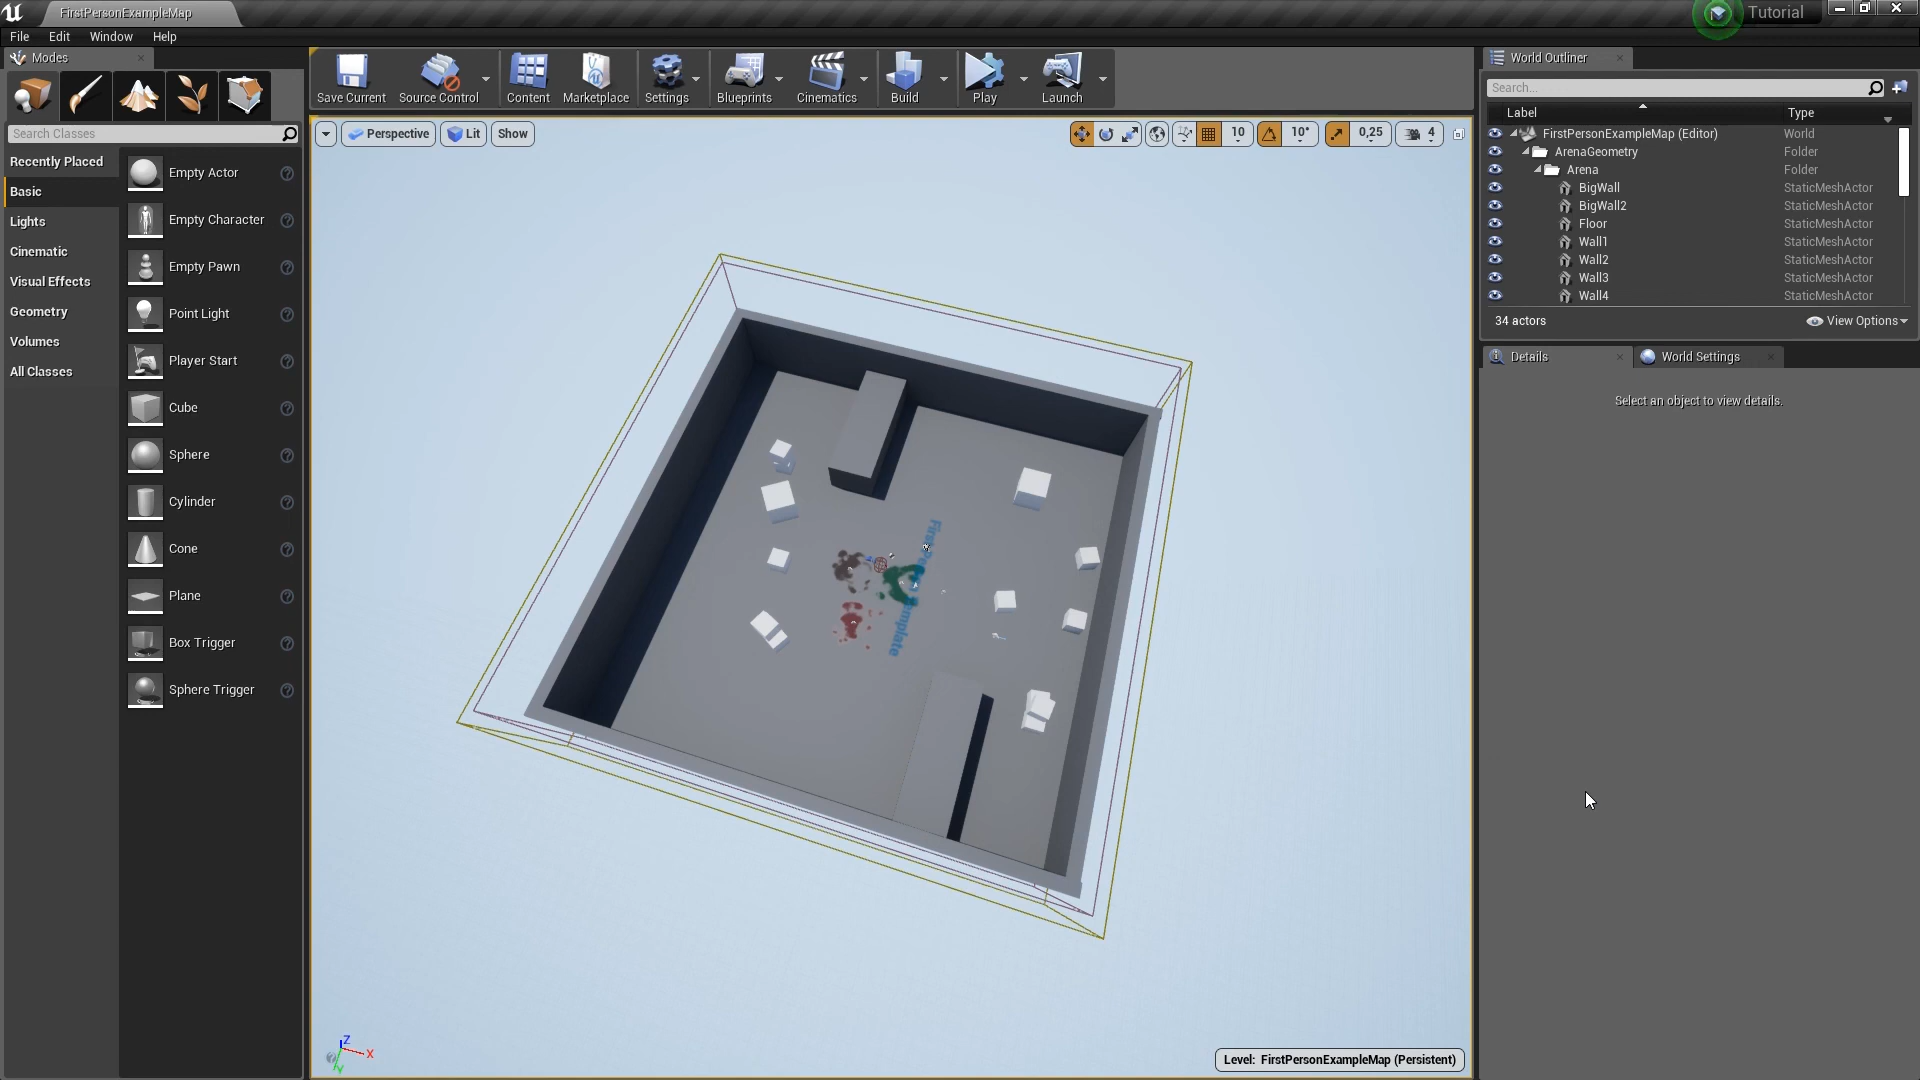 FirstPersonExampleMap
Tutorial
File Edit Window Help
Modes
Search Classes
Recently Placed
Basic
Lights
Cinematic
Visual Effects
Geometry
Volumes
All Classes
Empty Actor
Empty Character
Empty Pawn
Point Light
Player Start
Cube
Sphere
Cylinder
Cone
Plane
Box Trigger
Sphere Trigger
Save Current
Source Control
Content
Marketplace
Settings
Blueprints
Cinematics
Build
Play
Launch
Perspective Lit Show
10 10° 0,25 4
Z
X
Y
Level: FirstPersonExampleMap (Persistent)
World Outliner
Search...
Label Type
FirstPersonExampleMap (Editor) World
ArenaGeometry Folder
Arena Folder
BigWall StaticMeshActor
BigWall2 StaticMeshActor
Floor StaticMeshActor
Wall1 StaticMeshActor
Wall2 StaticMeshActor
Wall3 StaticMeshActor
Wall4 StaticMeshActor
34 actors View Options
Details World Settings
Select an object to view details.